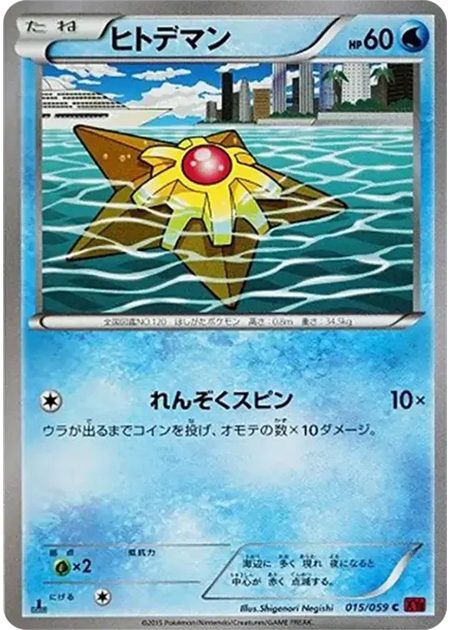 たね ヒトデマン HP60
全国図鑑NO.120 ほしがたポケモン 高さ:0.8m 重さ:34.5kg
れんぞくスピン 10×
ウラが出るまでコインを投げ、オモテの数×10ダメージ。
弱点 抵抗力
×2
海辺に 多く 現れ 夜になると
中心が 赤く 点滅する。
にげる
Illus.Shigenori Negishi 015/059 C XY
©2015 Pokémon/Nintendo/Creatures/GAME FREAK.